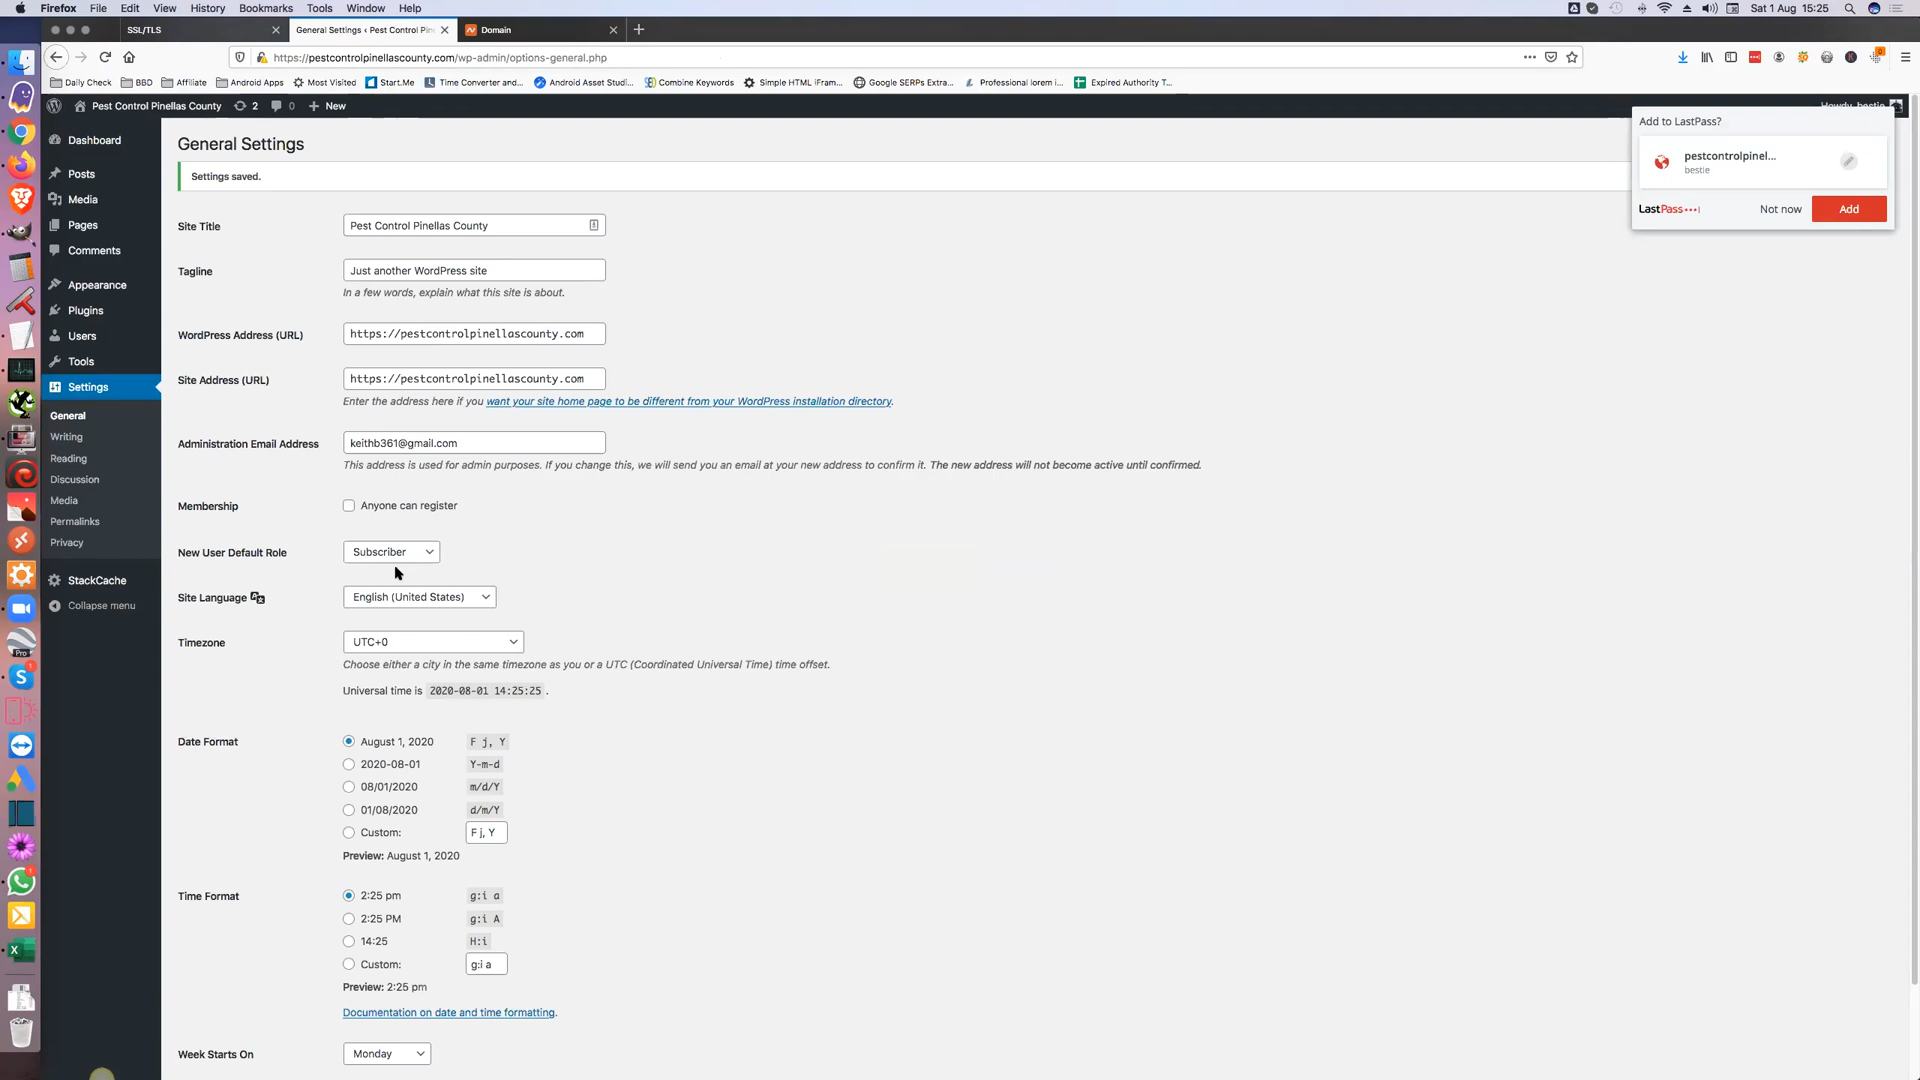 Firefox File Edit View History Bookmarks Tools Window Help Sat 1 Aug 15:25
SSL/TLS General Settings ‹ Pest Control Pin Domain
https://pestcontrolpinellascounty.com/wp-admin/options-general.php
Daily Check BBD Affiliate Android Apps Most Visited Start.Me Time Converter and... Android Asset Studi... Combine Keywords Simple HTML iFram... Google SERPs Extra... Professional lorem i... Expired Authority T...
Pest Control Pinellas County 2 0 New Howdy, bestie
Dashboard
Posts
Media
Pages
Comments
Appearance
Plugins
Users
Tools
Settings
General
Writing
Reading
Discussion
Media
Permalinks
Privacy
StackCache
Collapse menu
General Settings
Settings saved.
Site Title Pest Control Pinellas County
Tagline Just another WordPress site
In a few words, explain what this site is about.
WordPress Address (URL) https://pestcontrolpinellascounty.com
Site Address (URL) https://pestcontrolpinellascounty.com
Enter the address here if you want your site home page to be different from your WordPress installation directory.
Administration Email Address keithb361@gmail.com
This address is used for admin purposes. If you change this, we will send you an email at your new address to confirm it. The new address will not become active until confirmed.
Membership Anyone can register
New User Default Role Subscriber
Site Language English (United States)
Timezone UTC+0
Choose either a city in the same timezone as you or a UTC (Coordinated Universal Time) time offset.
Universal time is 2020-08-01 14:25:25 .
Date Format August 1, 2020 F j, Y
2020-08-01 Y-m-d
08/01/2020 m/d/Y
01/08/2020 d/m/Y
Custom: F j, Y
Preview: August 1, 2020
Time Format 2:25 pm g:i a
2:25 PM g:i A
14:25 H:i
Custom: g:i a
Preview: 2:25 pm
Documentation on date and time formatting.
Week Starts On Monday
Add to LastPass?
pestcontrolpinel...
bestie
LastPass Not now Add
Pro
1
1